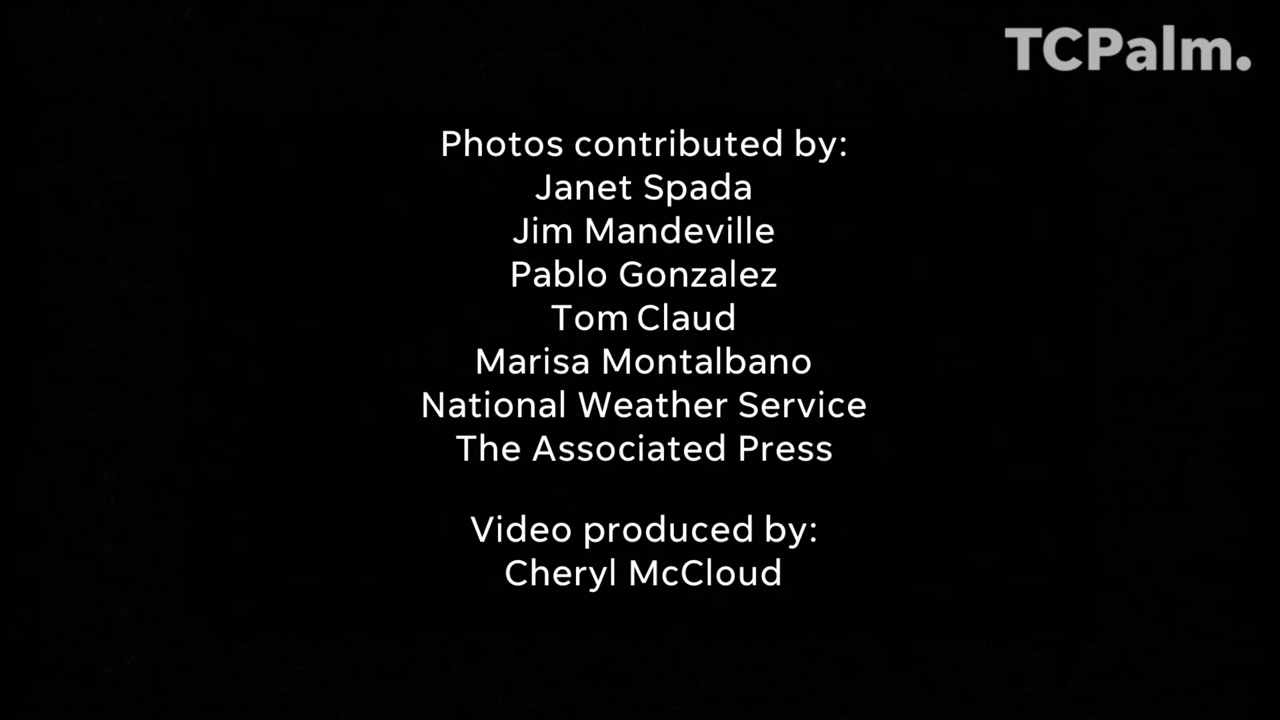 TCPalm.
Photos contributed by:
Janet Spada
Jim Mandeville
Pablo Gonzalez
Tom Claud
Marisa Montalbano
National Weather Service
The Associated Press
Video produced by:
Cheryl McCloud